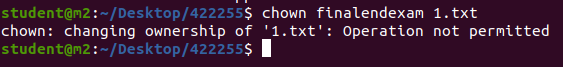 student@m2:~/Desktop/422255$ chown finalendexam 1.txt
chown: changing ownership of '1.txt': Operation not permitted
student@m2:~/Desktop/422255$